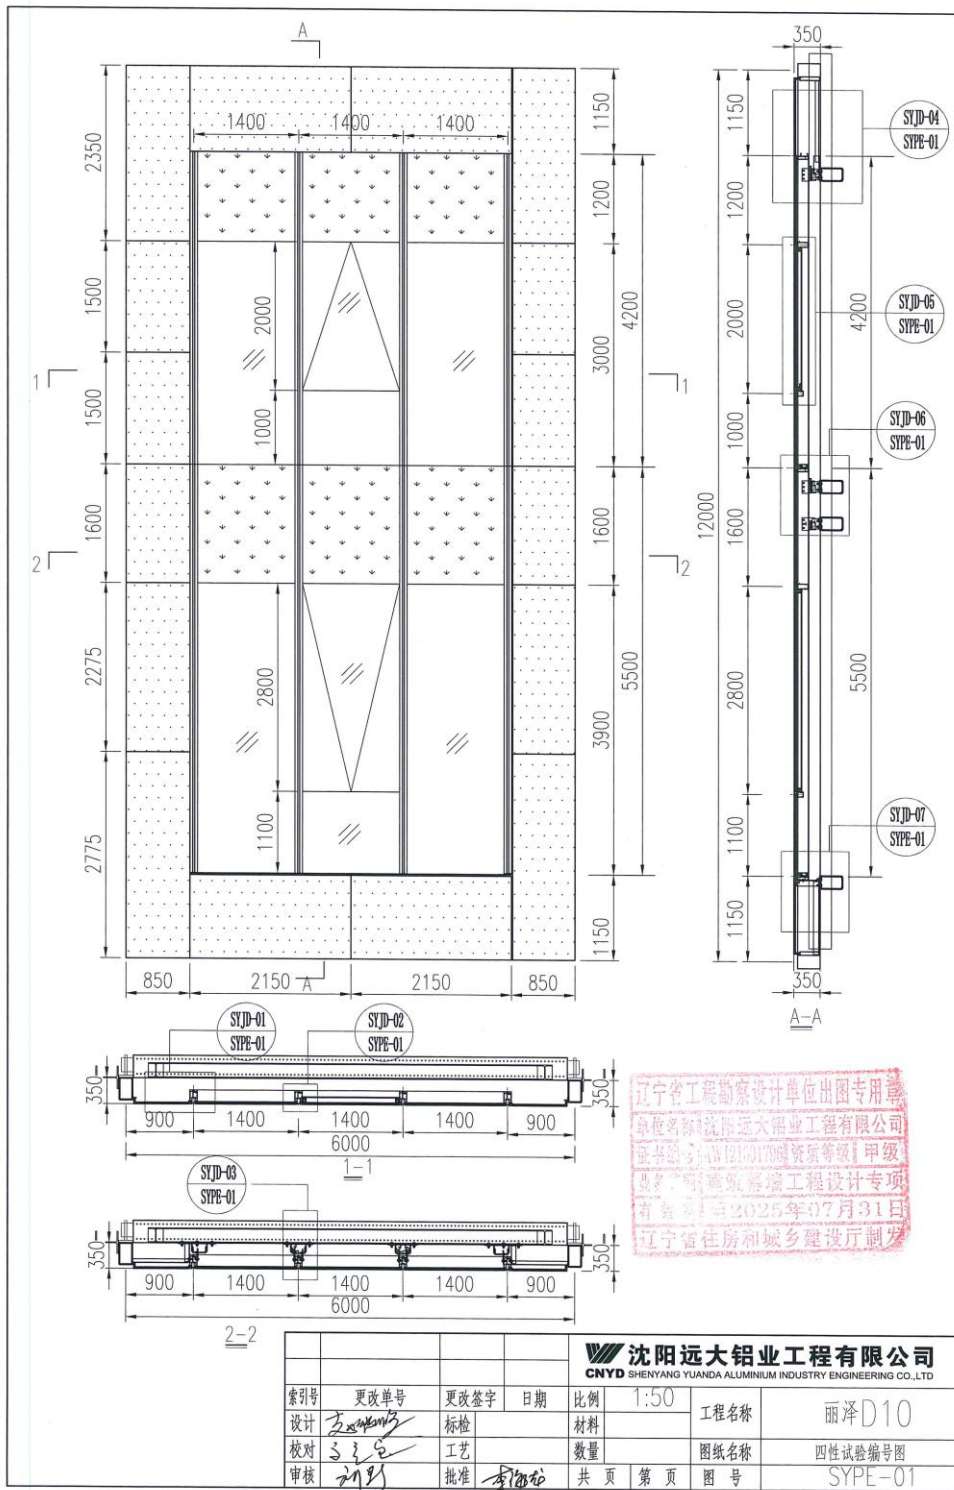 A
350
1400 1400 1400
2350
1500
1500
1600
2275
2775
2000
1000
2800
1100
1150
1200
3000
1600
3900
1150
4200
5500
1 1
2 2
850 2150 A 2150 850
12000
1150
1200
2000
1000
1600
2800
1100
1150
4200
5500
350
A-A
SYJD-04
SYPE-01
SYJD-05
SYPE-01
SYJD-06
SYPE-01
SYJD-07
SYPE-01
SYJD-01
SYPE-01
SYJD-02
SYPE-01
350 350
900 1400 1400 1400 900
6000
1-1
SYJD-03
SYPE-01
350 350
900 1400 1400 1400 900
6000
2-2
辽宁省工程勘察设计单位出图专用章
单位名称 沈阳远大铝业工程有限公司
证书编号 资质等级 甲级
建筑幕墙工程设计专项
有 至2025年07月31日
辽宁省住房和城乡建设厅制发
沈阳远大铝业工程有限公司
CNYD SHENYANG YUANDA ALUMINIUM INDUSTRY ENGINEERING CO.,LTD
索引号 更改单号 更改签字 日期 比例 1:50 工程名称 丽泽D10
设计 标检 材料
校对 工艺 数量 图纸名称 四性试验编号图
审核 批准 共 页 第 页 图 号 SYPE-01